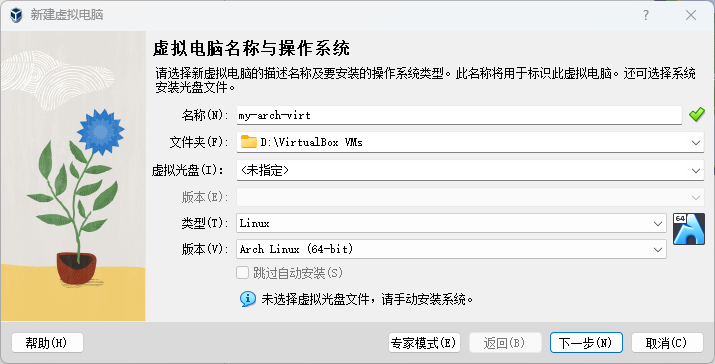 新建虚拟电脑
虚拟电脑名称与操作系统
请选择新虚拟电脑的描述名称及要安装的操作系统类型。此名称将用于标识此虚拟电脑。还可选择系统
安装光盘文件。
名称(N): my-arch-virt
文件夹(F): D:\VirtualBox VMs
虚拟光盘(I): <未指定>
版本(E):
类型(T): Linux
64
版本(V): Arch Linux (64-bit)
跳过自动安装(S)
未选择虚拟光盘文件，请手动安装系统。
帮助(H) 专家模式(E) 返回(B) 下一步(N) 取消(C)